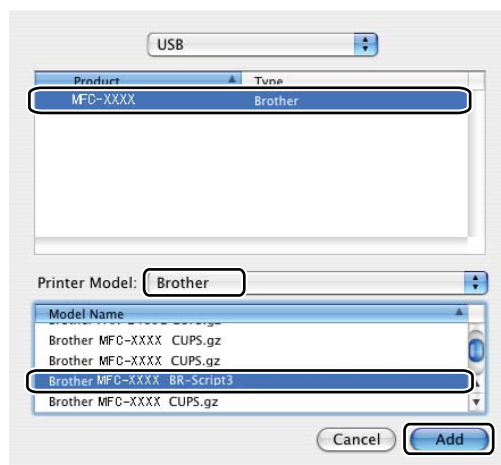 USB
Product Type
MFC-XXXX Brother
Printer Model: Brother
Model Name
Brother MFC-XXXX CUPS.gz
Brother MFC-XXXX CUPS.gz
Brother MFC-XXXX BR-Script3
Brother MFC-XXXX CUPS.gz
Cancel Add